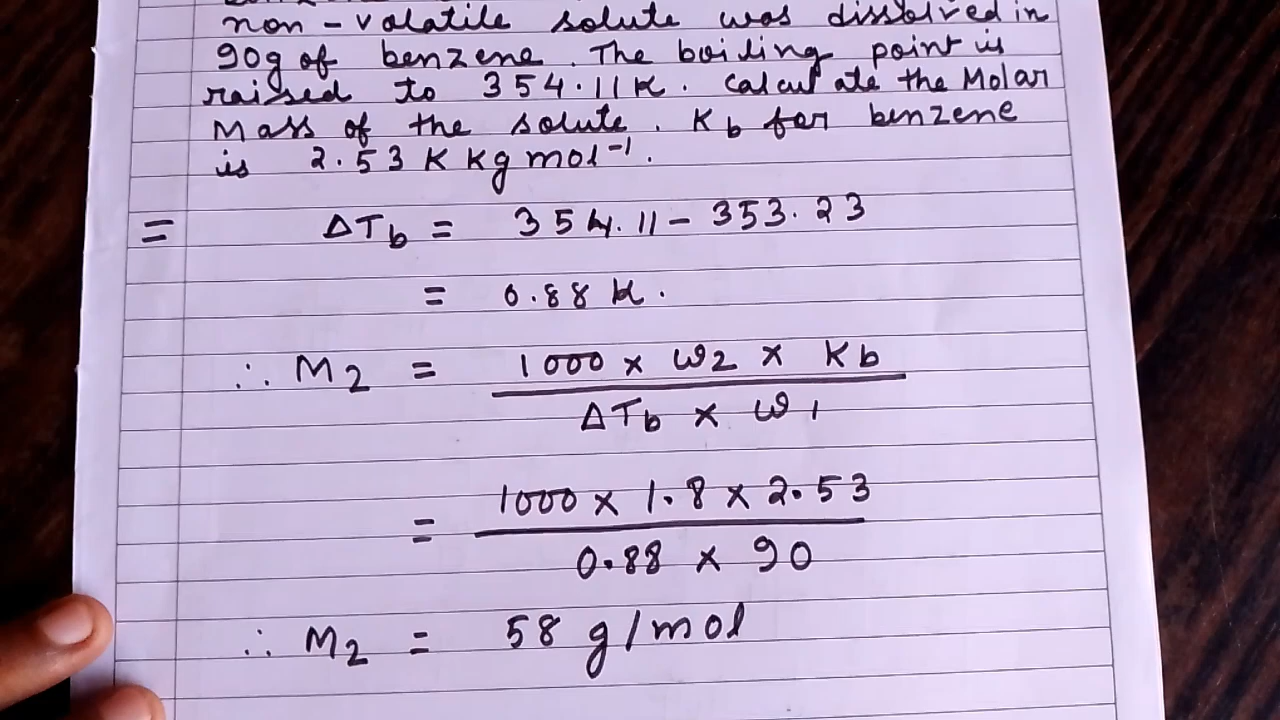 non-volatile solute was dissolved in
90g of benzene. The boiling point is
raised to 354.11K. Calculate the Molar
Mass of the solute. Kb for benzene
is 2.53 K Kg mol⁻¹.
= ΔTb = 354.11 - 353.23
= 0.88 K.
∴ M2 = 1000 x W2 x Kb
ΔTb x W1
= 1000 x 1.8 x 2.53
0.88 x 90
∴ M2 = 58 g/mol